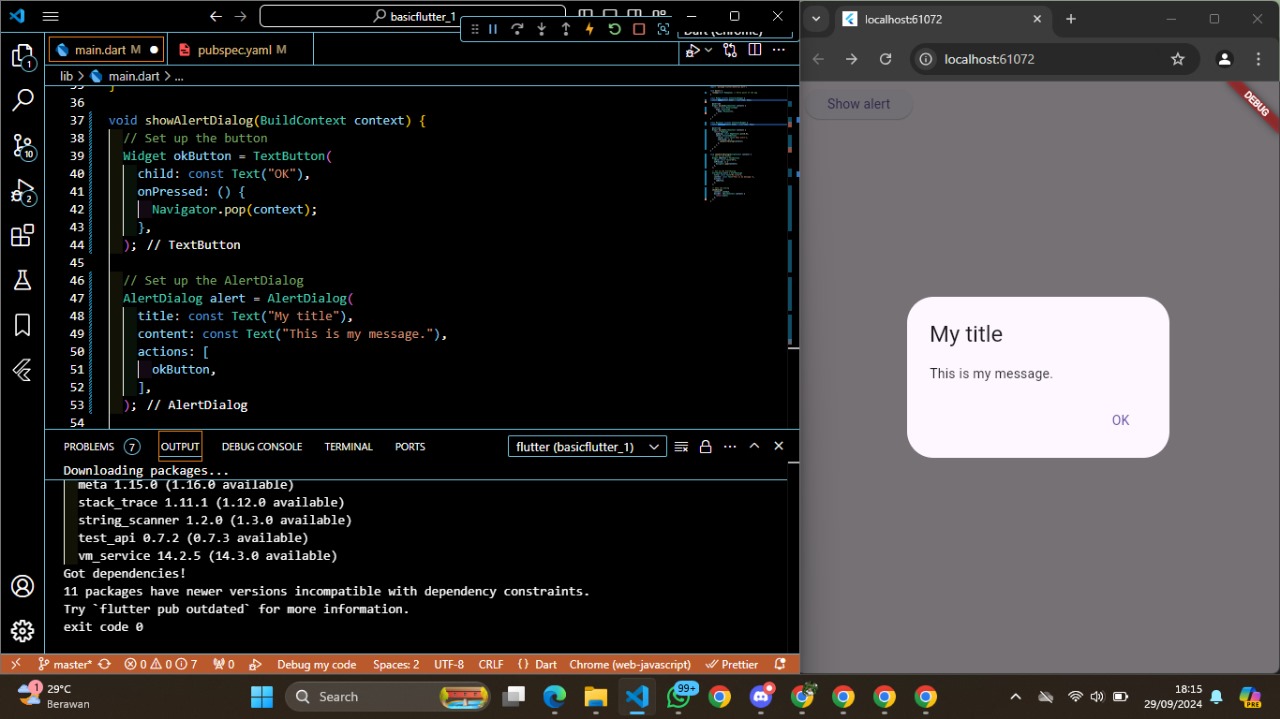 basicflutter_1
main.dart M
pubspec.yaml M
lib > main.dart > ...
36
37 void showAlertDialog(BuildContext context) {
38 // Set up the button
39 Widget okButton = TextButton(
40 child: const Text("OK"),
41 onPressed: () {
42 Navigator.pop(context);
43 },
44 ); // TextButton
45
46 // Set up the AlertDialog
47 AlertDialog alert = AlertDialog(
48 title: const Text("My title"),
49 content: const Text("This is my message."),
50 actions: [
51 okButton,
52 ],
53 ); // AlertDialog
54
PROBLEMS 7 OUTPUT DEBUG CONSOLE TERMINAL PORTS flutter (basicflutter_1)
Downloading packages...
meta 1.15.0 (1.16.0 available)
stack_trace 1.11.1 (1.12.0 available)
string_scanner 1.2.0 (1.3.0 available)
test_api 0.7.2 (0.7.3 available)
vm_service 14.2.5 (14.3.0 available)
Got dependencies!
11 packages have newer versions incompatible with dependency constraints.
Try `flutter pub outdated` for more information.
exit code 0
1
10
2
master* 0 0 7 0 Debug my code Spaces: 2 UTF-8 CRLF {} Dart Chrome (web-javascript) Prettier
localhost:61072
localhost:61072
Show alert
DEBUG
My title
This is my message.
OK
1
29°C
Berawan
Search
99+
18:15
29/09/2024
PRE